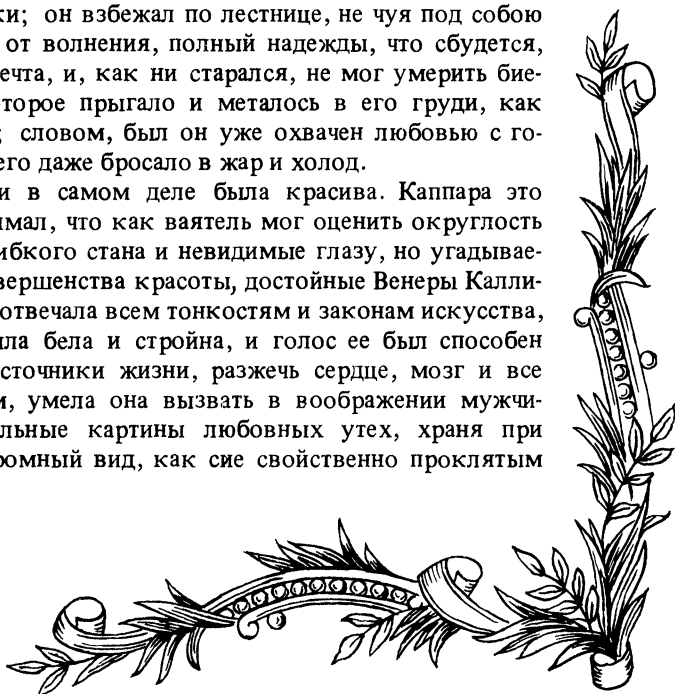 ки; он взбежал по лестнице, не чуя под собою
от волнения, полный надежды, что сбудется,
ечта, и, как ни старался, не мог умерить бие-
оторое прыгало и металось в его груди, как
; словом, был он уже охвачен любовью с го-
его даже бросало в жар и холод.
и в самом деле была красива. Каппара это
имал, что как ваятель мог оценить округлость
ибкого стана и невидимые глазу, но угадывае-
вершенства красоты, достойные Венеры Калли-
отвечала всем тонкостям и законам искусства,
ла бела и стройна, и голос ее был способен
сточники жизни, разжечь сердце, мозг и все
и, умела она вызвать в воображении мужчи-
льные картины любовных утех, храня при
ромный вид, как сие свойственно проклятым